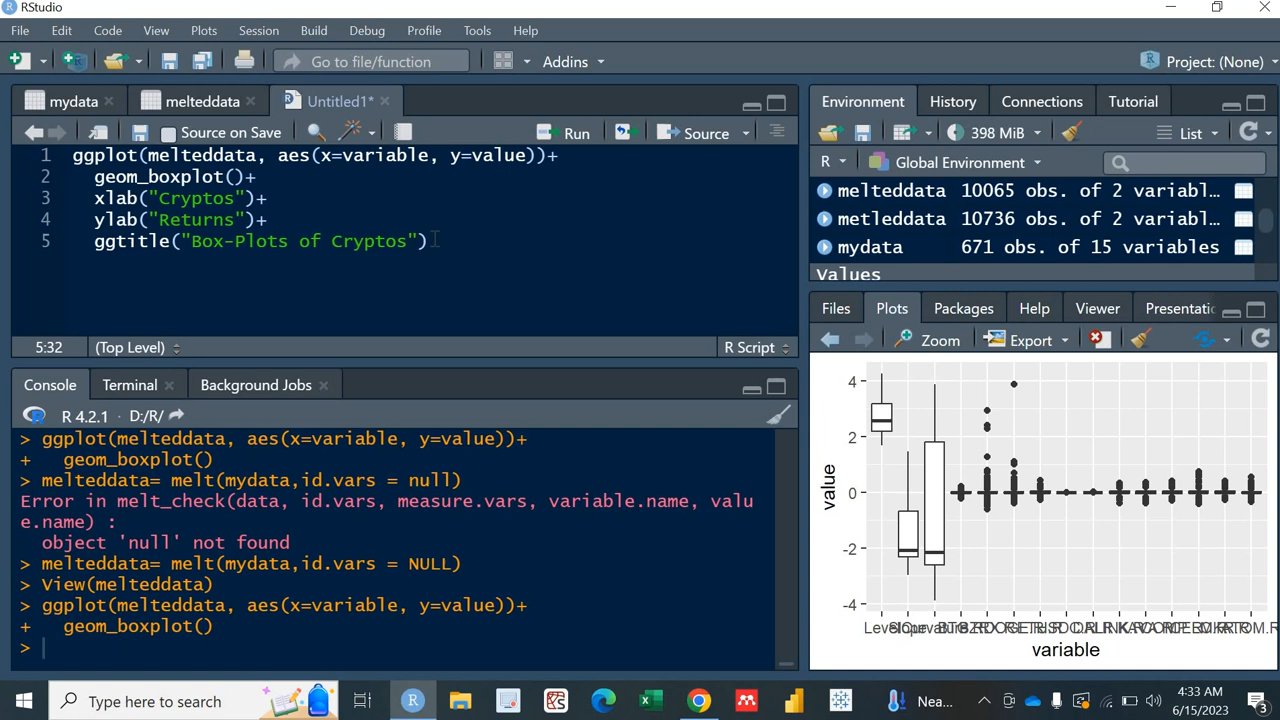 RStudio
File Edit Code View Plots Session Build Debug Profile Tools Help
Go to file/function Addins Project: (None)
mydata melteddata Untitled1*
Source on Save Run Source
1 ggplot(melteddata, aes(x=variable, y=value))+
2 geom_boxplot()+
3 xlab("Cryptos")+
4 ylab("Returns")+
5 ggtitle("Box-Plots of Cryptos")
5:32 (Top Level) R Script
Console Terminal Background Jobs
R 4.2.1 · D:/R/
> ggplot(melteddata, aes(x=variable, y=value))+
+ geom_boxplot()
> melteddata= melt(mydata,id.vars = null)
Error in melt_check(data, id.vars, measure.vars, variable.name, valu
e.name) :
object 'null' not found
> melteddata= melt(mydata,id.vars = NULL)
> View(melteddata)
> ggplot(melteddata, aes(x=variable, y=value))+
+ geom_boxplot()
>
Environment History Connections Tutorial
398 MiB List
R Global Environment
melteddata 10065 obs. of 2 variabl…
metleddata 10736 obs. of 2 variabl…
mydata 671 obs. of 15 variables
Values
Files Plots Packages Help Viewer Presentatic
Zoom Export
4
2
0
-2
-4
value
variable
Type here to search
Nea...
4:33 AM
6/15/2023
3